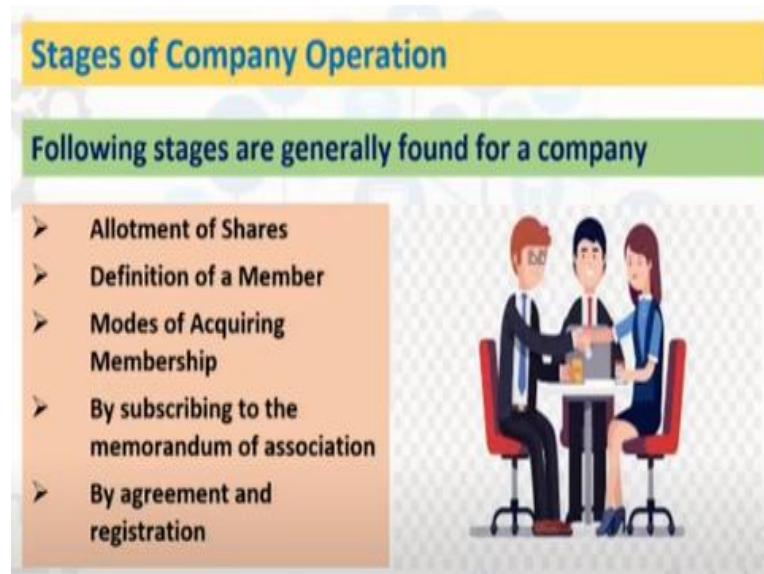 Stages of Company Operation
Following stages are generally found for a company
➢ Allotment of Shares
➢ Definition of a Member
➢ Modes of Acquiring
Membership
➢ By subscribing to the
memorandum of association
➢ By agreement and
registration